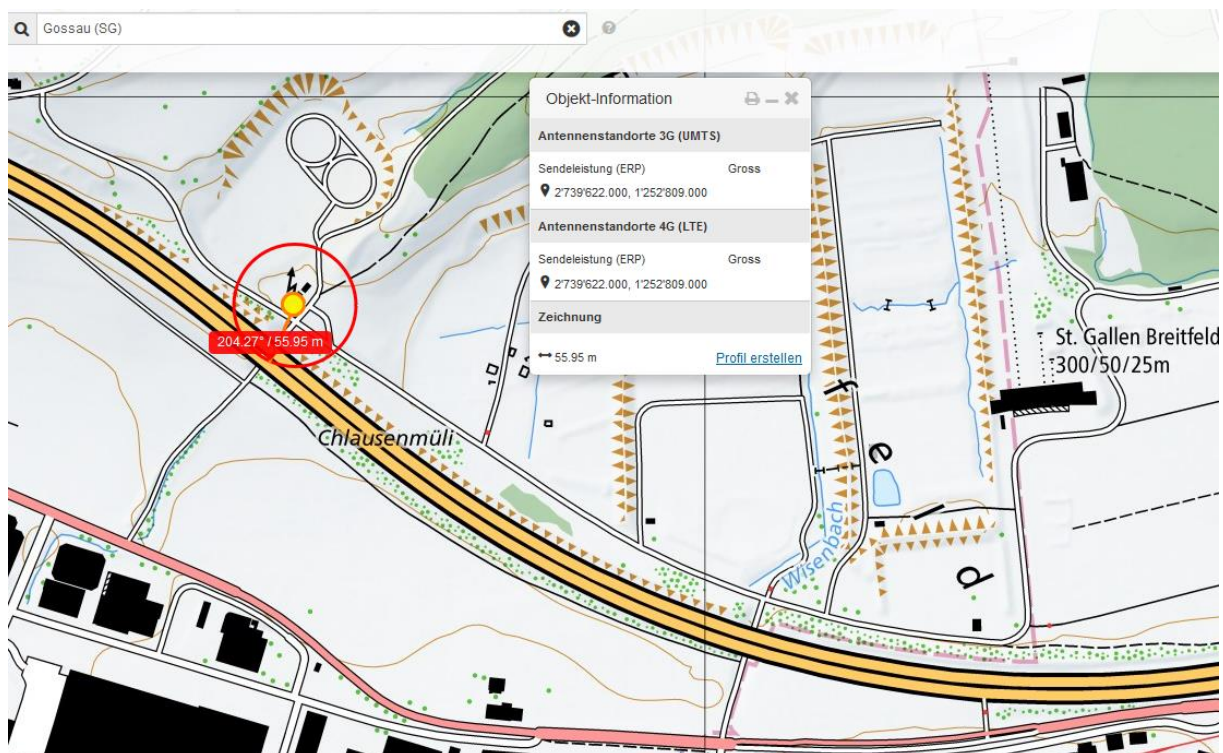 Gossau (SG)
Objekt-Information
Antennenstandorte 3G (UMTS)
Sendeleistung (ERP) Gross
2'739'622.000, 1'252'809.000
Antennenstandorte 4G (LTE)
Sendeleistung (ERP) Gross
2'739'622.000, 1'252'809.000
Zeichnung
55.95 m Profil erstellen
204.27° / 55.95 m
St. Gallen Breitfeld
300/50/25m
Chlausenmüli
f
e
Wisenbach
d